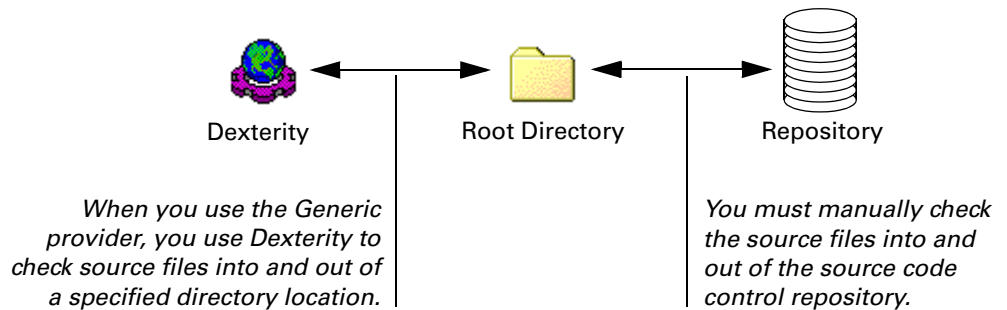 Dexterity
Root Directory
Repository
When you use the Generic
provider, you use Dexterity to
check source files into and out of
a specified directory location.
You must manually check
the source files into and
out of the source code
control repository.